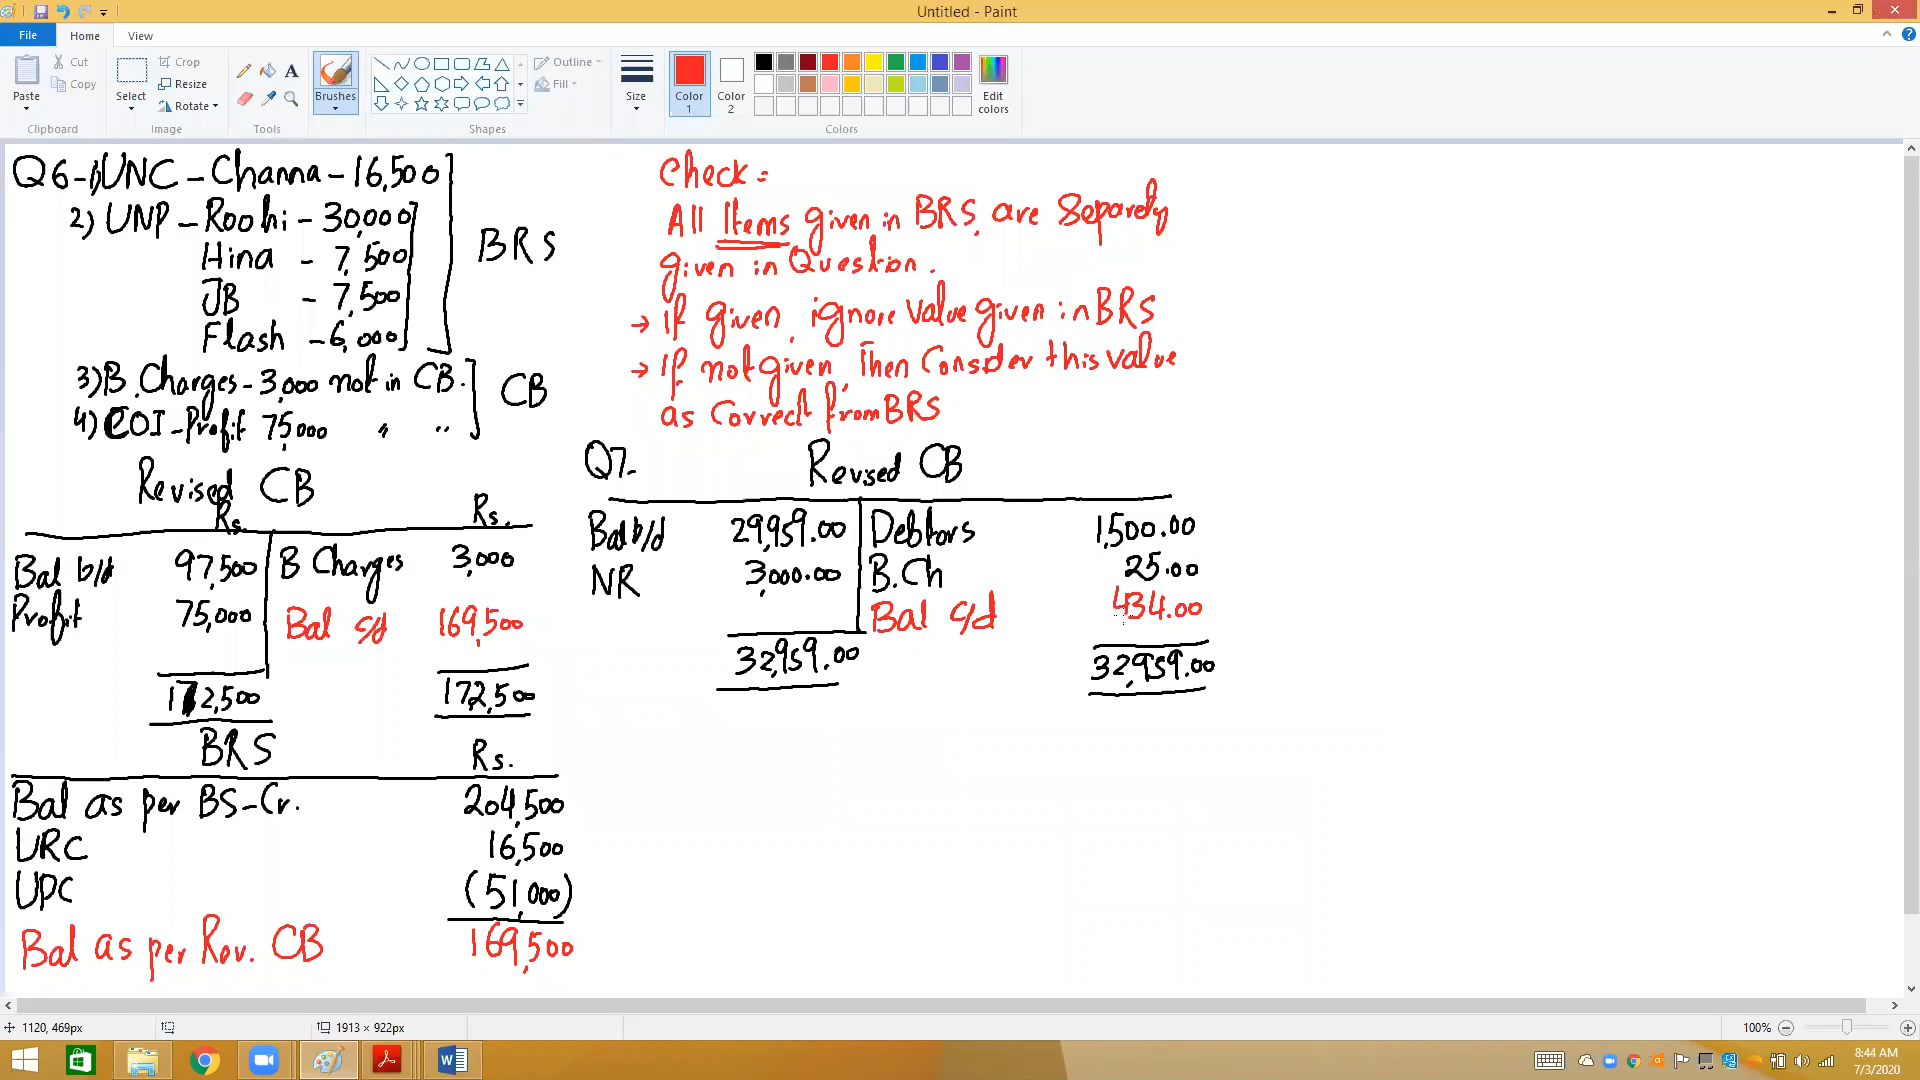 Untitled - Paint
File
Home
View
Paste
Cut
Copy
Clipboard
Select
Crop
Resize
Rotate
Image
Tools
Brushes
Outline
Fill
Shapes
Size
Color 1
Color 2
Edit colors
Colors
Q6-1)UNC - Channa - 16,500
2) UNP - Roohi - 30,000
Hina - 7,500
JB - 7,500
Flash - 6,000
BRS
3) B.Charges - 3,000 not in CB.
4) COI - Profit 75,000 " "
CB
Revised CB
Rs. Rs.
Bal b/d 97,500 B Charges 3,000
Profit 75,000 Bal c/d 169,500
172,500 172,500
BRS Rs.
Bal as per BS-Cr. 204,500
URC 16,500
UPC (51,000)
Bal as per Rev. CB 169,500
Check =
All Items given in BRS are Separetly
given in Question.
→ If given, ignore value given in BRS
→ If not given, Then Consider this value
as Correct from BRS
Q7- Revised CB
Bal b/d 29,959.00 Debtors 1,500.00
NR 3,000.00 B.Ch 25.00
Bal c/d 434.00
32,959.00 32,959.00
1120, 469px
1913 × 922px
100%
8:44 AM
7/3/2020